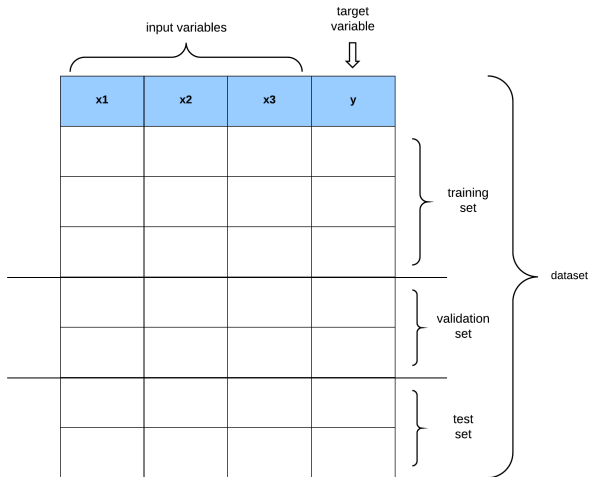 target
variable
input variables
x1 x2 x3 y
training
set
dataset
validation
set
test
set